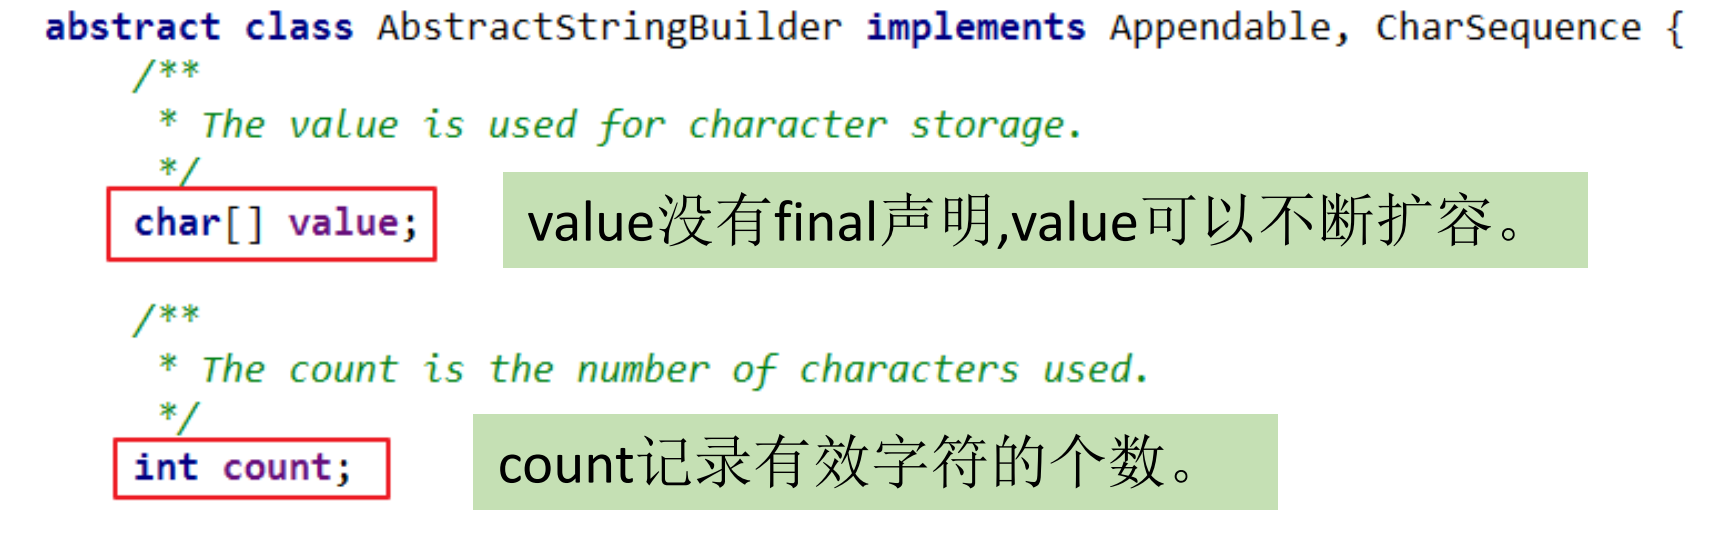 abstract class AbstractStringBuilder implements Appendable, CharSequence {
/**
* The value is used for character storage.
*/
char[] value;
value没有final声明,value可以不断扩容。
/**
* The count is the number of characters used.
*/
int count;
count记录有效字符的个数。